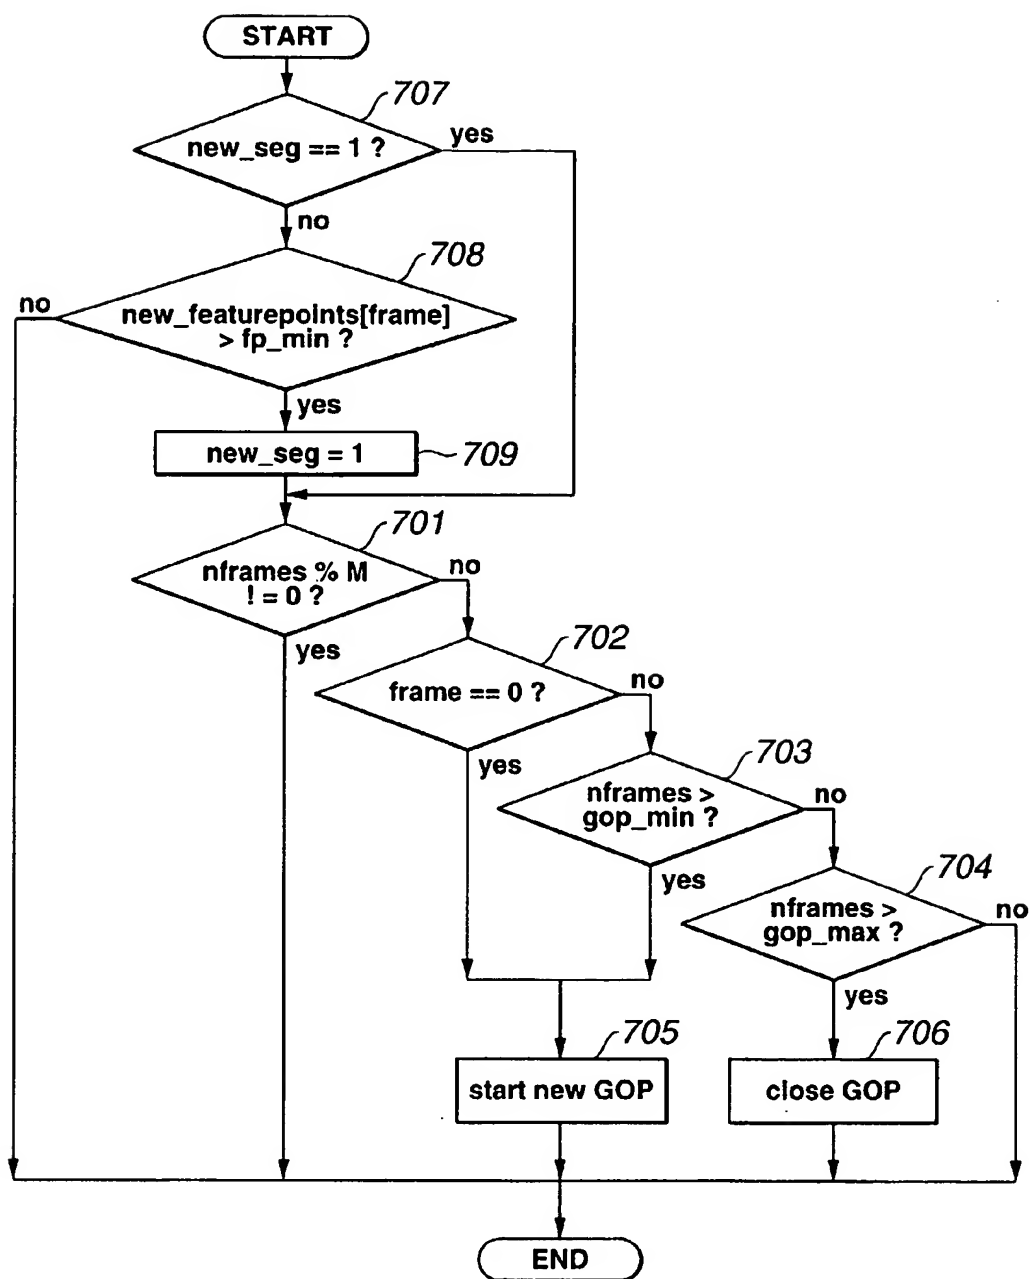 START
707
new_seg == 1 ?
yes
no
708
no
new_featurepoints[frame]
> fp_min ?
yes
new_seg = 1
709
701
nframes % M
! = 0 ?
no
yes
702
frame == 0 ?
no
yes
703
nframes >
gop_min ?
no
yes
704
nframes >
gop_max ?
no
yes
705
start new GOP
706
close GOP
END